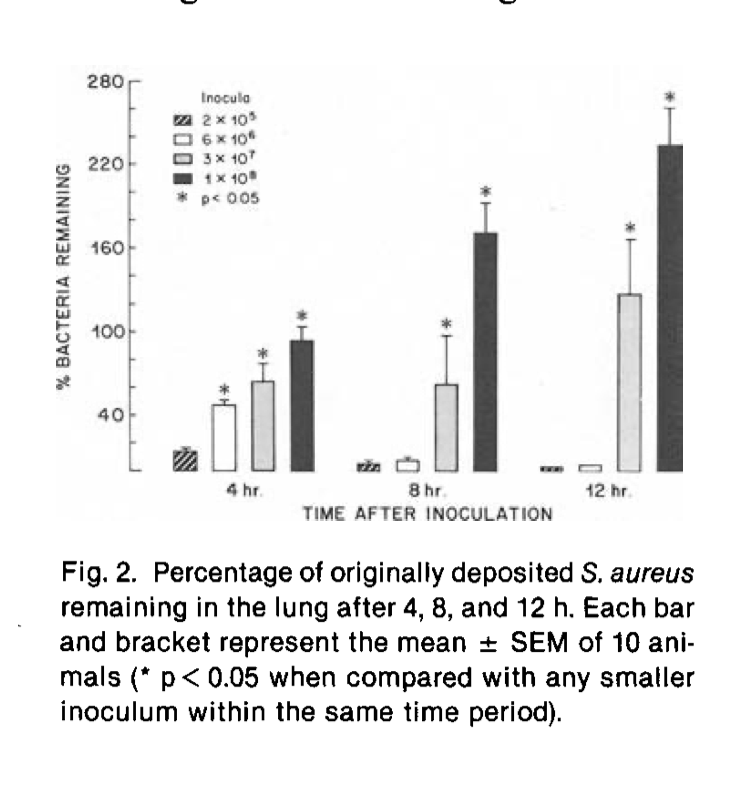 280
220
160
100
40
% BACTERIA REMAINING
Inocula
2 × 10⁵
6 × 10⁶
3 × 10⁷
1 × 10⁸
* p < 0.05
*
*
*
*
*
*
*
4 hr.
8 hr.
12 hr.
TIME AFTER INOCULATION
Fig. 2. Percentage of originally deposited S. aureus
remaining in the lung after 4, 8, and 12 h. Each bar
and bracket represent the mean ± SEM of 10 ani-
mals (* p < 0.05 when compared with any smaller
inoculum within the same time period).